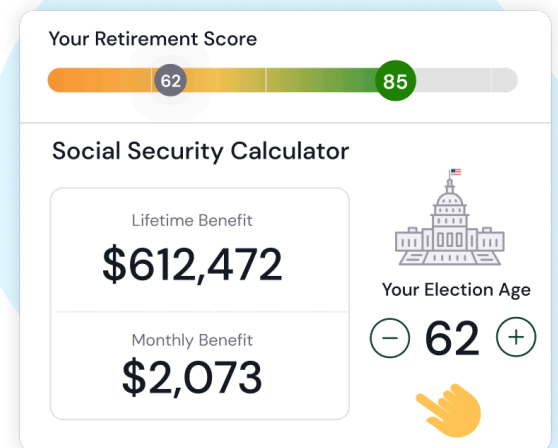 Your Retirement Score
62
85
Social Security Calculator
Lifetime Benefit
$612,472
Monthly Benefit
$2,073
Your Election Age
− 62 +